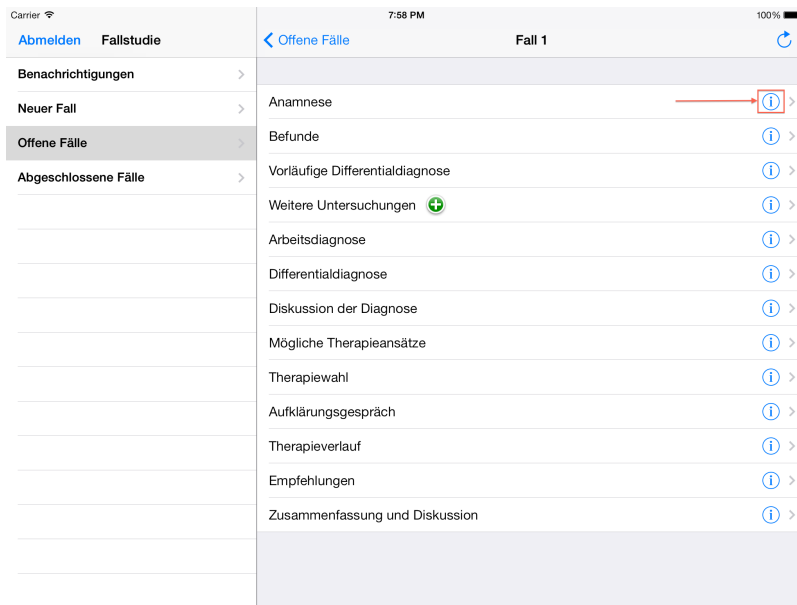 Carrier 7:58 PM 100%
Abmelden Fallstudie
Offene Fälle Fall 1
Benachrichtigungen
Neuer Fall
Offene Fälle
Abgeschlossene Fälle
Anamnese
Befunde
Vorläufige Differentialdiagnose
Weitere Untersuchungen
Arbeitsdiagnose
Differentialdiagnose
Diskussion der Diagnose
Mögliche Therapieansätze
Therapiewahl
Aufklärungsgespräch
Therapieverlauf
Empfehlungen
Zusammenfassung und Diskussion